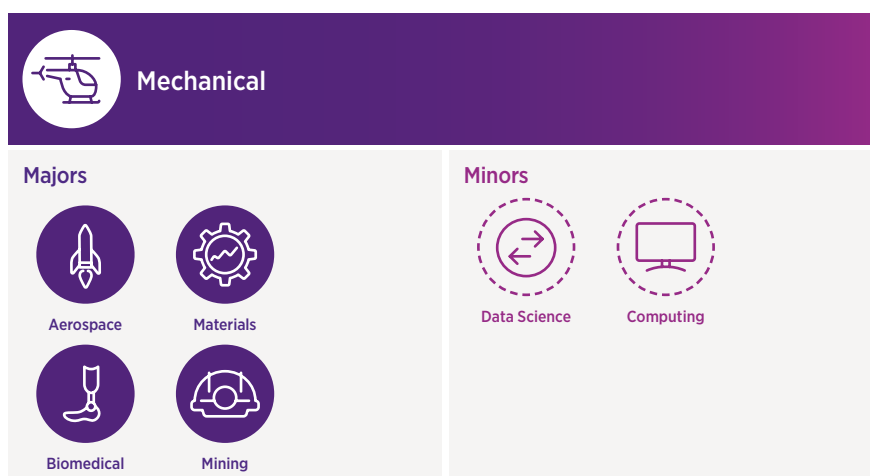 Mechanical
Majors
Aerospace
Materials
Biomedical
Mining
Minors
Data Science
Computing